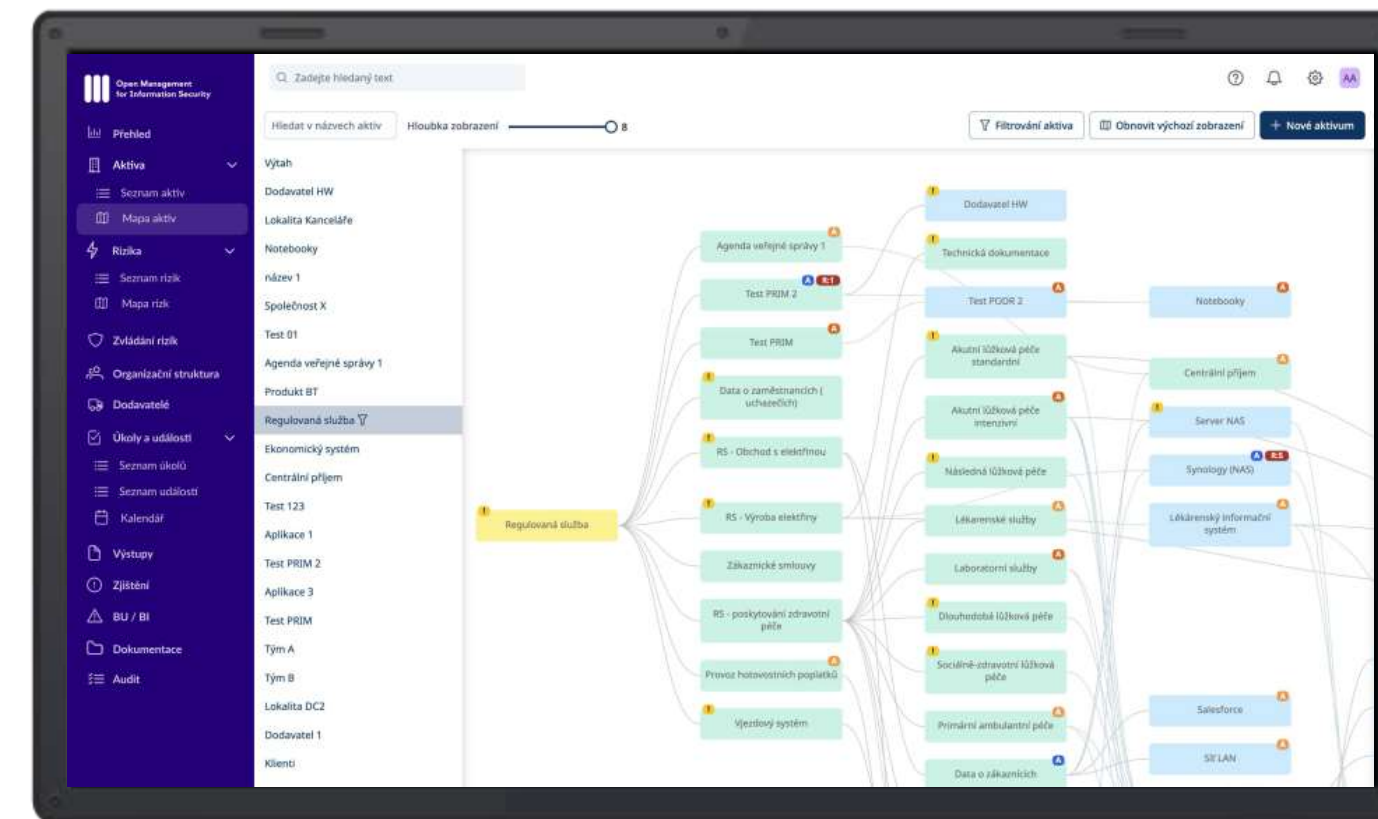 Open Management
for Information Security
Zadejte hledaný text
AA
Hledat v názvech aktiv
Hloubka zobrazení
8
Filtrování aktiva
Obnovit výchozí zobrazení
+ Nové aktivum
Přehled
Aktiva
Seznam aktiv
Mapa aktiv
Rizika
Seznam rizik
Mapa rizk
Zvládání rizik
Organizační struktura
Dodavatelé
Úkoly a události
Seznam úkolů
Seznam událostí
Kalendář
Výstupy
Zjištění
BU / BI
Dokumentace
Audit
Výtah
Dodavatel HW
Lokalita Kanceláře
Notebooky
název 1
Společnost X
Test 01
Agenda veřejné správy 1
Produkt BT
Regulovaná služba
Ekonomický systém
Centrální příjem
Test 123
Aplikace 1
Test PRIM 2
Aplikace 3
Test PRIM
Tým A
Tým B
Lokalita DC2
Dodavatel 1
Klienti
!
Regulovaná služba
A
Agenda veřejné správy 1
A R:1
Test PRIM 2
A
Test PRIM
!
Data o zaměstnancích (
uchazečích)
!
RS - Obchod s elektřinou
!
RS - Výroba elektřiny
Zákaznické smlouvy
RS - poskytování zdravotní
péče
A
Provoz hotovostních poplatků
!
Vjezdový systém
!
Dodavatel HW
!
Technická dokumentace
A
Test PODR 2
!
Akutní lůžková péče
standardní
A
Akutní lůžková péče
intenzivní
!
Následná lůžková péče
A
Lékárenské služby
A
Laboratorní služby
!
Dlouhodobá lůžková péče
!
Sociálně-zdravotní lůžková
péče
A
Primární ambulantní péče
A
Data o zákaznících
A
Notebooky
A
Centrální příjem
!
Server NAS
A R:5
Synology (NAS)
A
Lékárenský informační
systém
A
Salesforce
A
Síť LAN